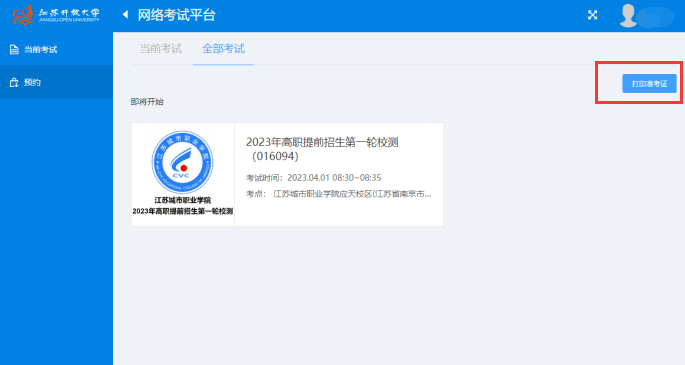 江苏开放大学
JIANGSU OPEN UNIVERSITY
网络考试平台
当前考试
预约
当前考试 全部考试
打印准考证
即将开始
江苏城市职业学院
CVC
江苏城市职业学院
2023年高职提前招生第一轮校测
2023年高职提前招生第一轮校测
（016094）
考试时间：2023.04.01 08:30~08:35
考点： 江苏城市职业学院应天校区(江苏省南京市...